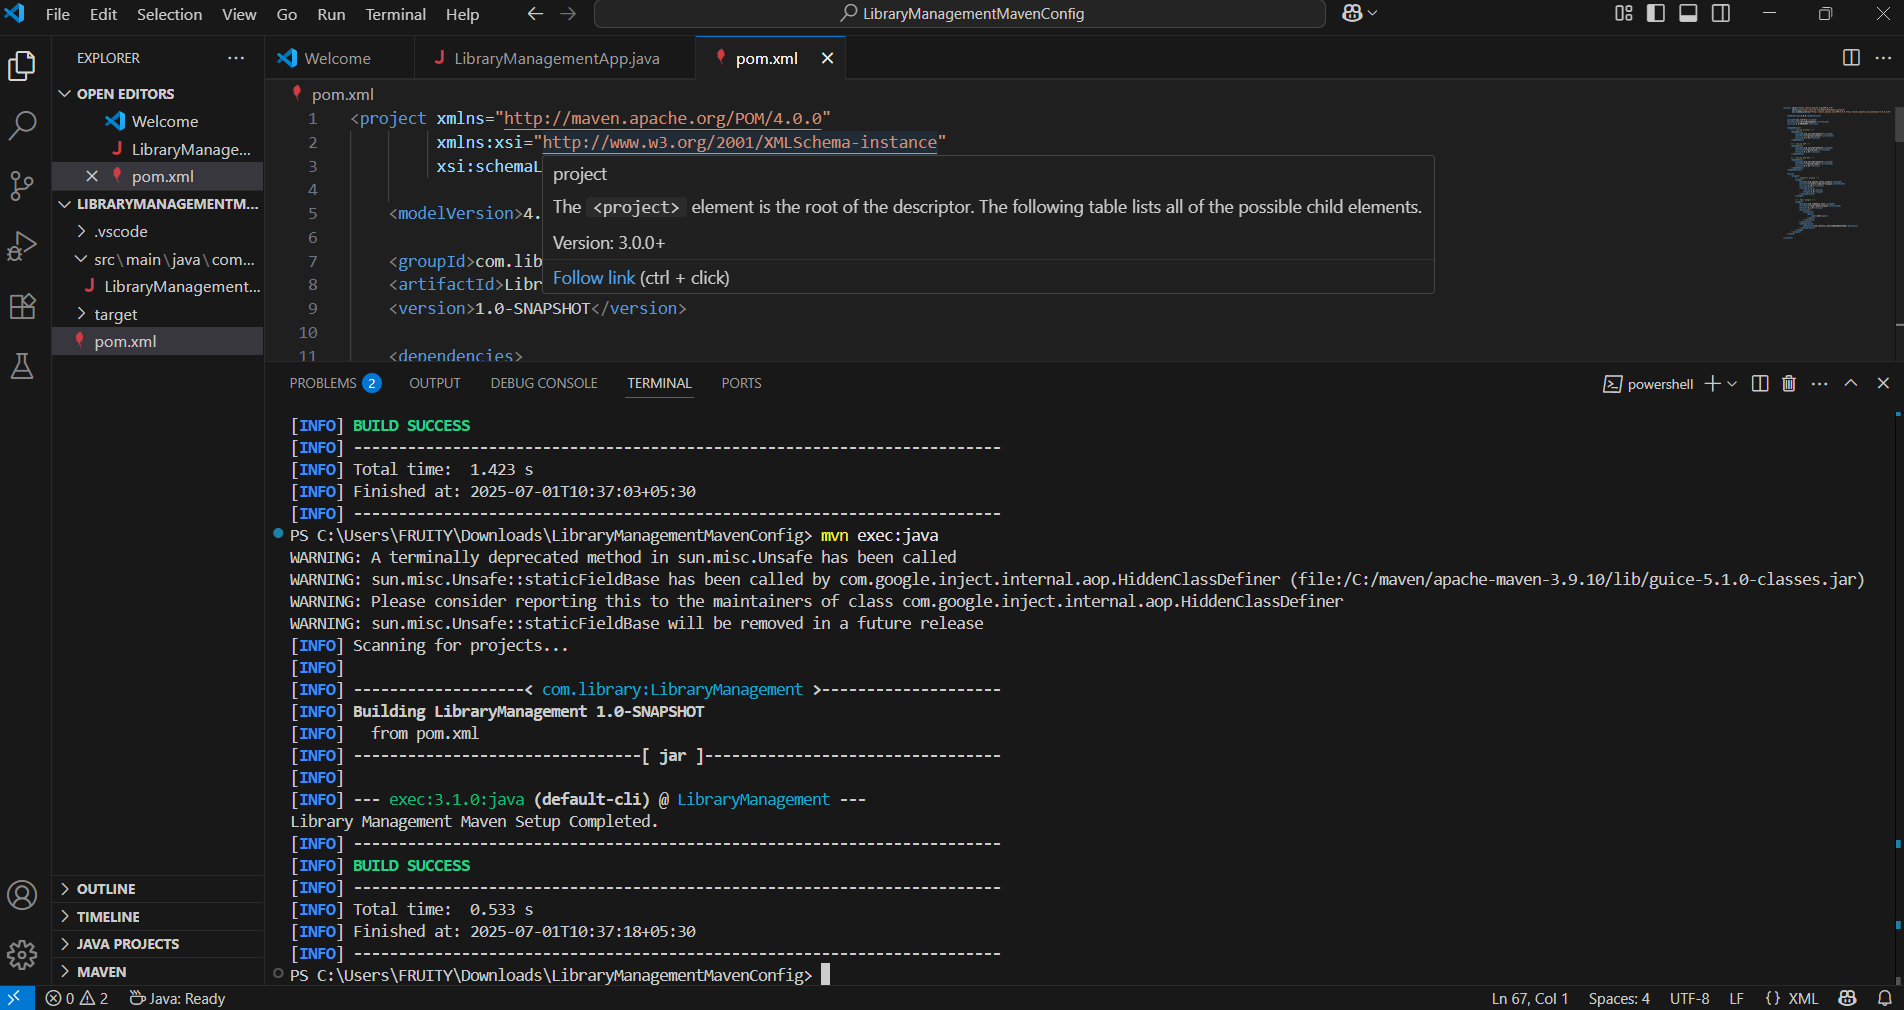 File Edit Selection View Go Run Terminal Help
LibraryManagementMavenConfig
EXPLORER
OPEN EDITORS
Welcome
LibraryManage...
pom.xml
LIBRARYMANAGEMENTM...
.vscode
src\main\java\com...
LibraryManagement...
target
pom.xml
OUTLINE
TIMELINE
JAVA PROJECTS
MAVEN
Welcome
LibraryManagementApp.java
pom.xml
pom.xml
1 <project xmlns="http://maven.apache.org/POM/4.0.0"
2 xmlns:xsi="http://www.w3.org/2001/XMLSchema-instance"
3 xsi:schemaL
4
5 <modelVersion>4.
6
7 <groupId>com.lib
8 <artifactId>Libr
9 <version>1.0-SNAPSHOT</version>
10
11 <dependencies>
project
The <project> element is the root of the descriptor. The following table lists all of the possible child elements.
Version: 3.0.0+
Follow link (ctrl + click)
PROBLEMS 2 OUTPUT DEBUG CONSOLE TERMINAL PORTS
powershell
[INFO] BUILD SUCCESS
[INFO] ------------------------------------------------------------------------
[INFO] Total time:  1.423 s
[INFO] Finished at: 2025-07-01T10:37:03+05:30
[INFO] ------------------------------------------------------------------------
PS C:\Users\FRUITY\Downloads\LibraryManagementMavenConfig> mvn exec:java
WARNING: A terminally deprecated method in sun.misc.Unsafe has been called
WARNING: sun.misc.Unsafe::staticFieldBase has been called by com.google.inject.internal.aop.HiddenClassDefiner (file:/C:/maven/apache-maven-3.9.10/lib/guice-5.1.0-classes.jar)
WARNING: Please consider reporting this to the maintainers of class com.google.inject.internal.aop.HiddenClassDefiner
WARNING: sun.misc.Unsafe::staticFieldBase will be removed in a future release
[INFO] Scanning for projects...
[INFO]
[INFO] -------------------< com.library:LibraryManagement >--------------------
[INFO] Building LibraryManagement 1.0-SNAPSHOT
[INFO]   from pom.xml
[INFO] --------------------------------[ jar ]---------------------------------
[INFO]
[INFO] --- exec:3.1.0:java (default-cli) @ LibraryManagement ---
Library Management Maven Setup Completed.
[INFO] ------------------------------------------------------------------------
[INFO] BUILD SUCCESS
[INFO] ------------------------------------------------------------------------
[INFO] Total time:  0.533 s
[INFO] Finished at: 2025-07-01T10:37:18+05:30
[INFO] ------------------------------------------------------------------------
PS C:\Users\FRUITY\Downloads\LibraryManagementMavenConfig>
0 2 Java: Ready
Ln 67, Col 1 Spaces: 4 UTF-8 LF {} XML